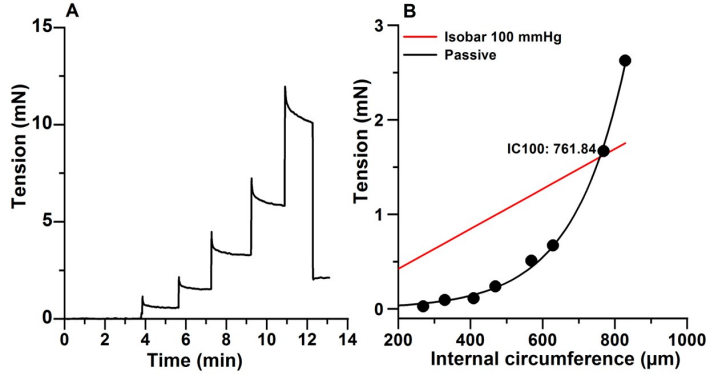 A
Tension (mN)
15
10
5
0
0 2 4 6 8 10 12 14
Time (min)
B
Isobar 100 mmHg
Passive
IC100: 761.84
Tension (mN)
3
2
1
0
200 400 600 800 1000
Internal circumference (µm)